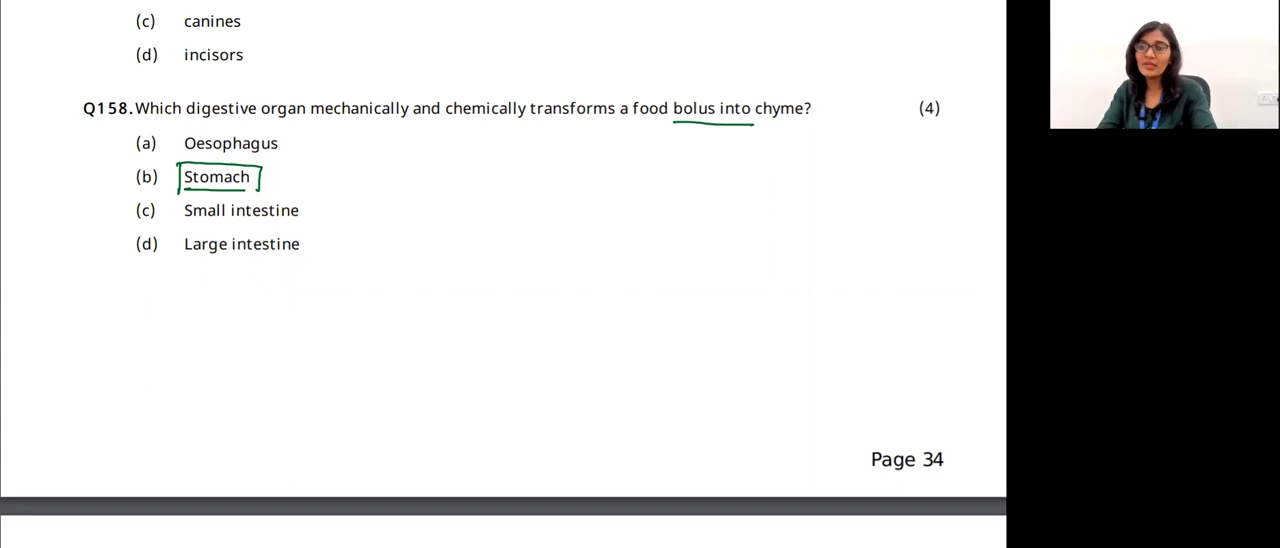 (c) canines
(d) incisors
Q158. Which digestive organ mechanically and chemically transforms a food bolus into chyme? (4)
(a) Oesophagus
(b) Stomach
(c) Small intestine
(d) Large intestine
Page 34